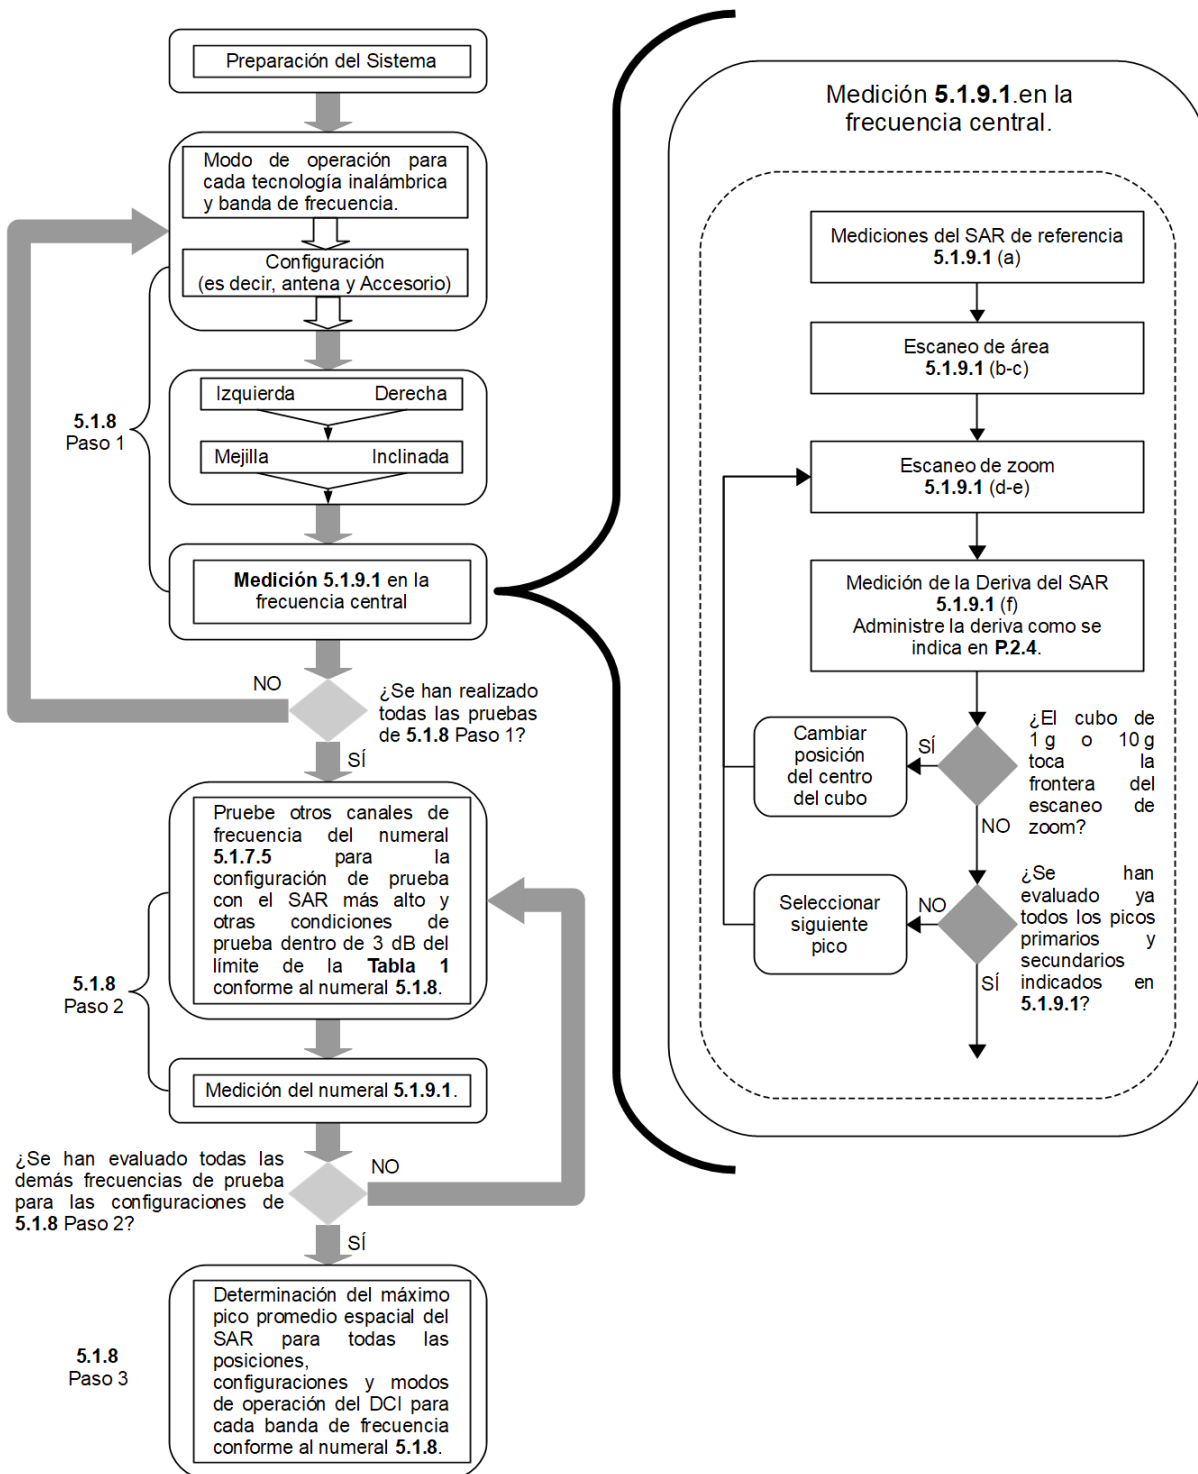 Preparación del Sistema
Modo de operación para
cada tecnología inalámbrica
y banda de frecuencia.
Configuración
(es decir, antena y Accesorio)
Izquierda Derecha
Mejilla Inclinada
5.1.8
Paso 1
Medición 5.1.9.1 en la
frecuencia central
NO
¿Se han realizado
todas las pruebas
de 5.1.8 Paso 1?
SÍ
Pruebe otros canales de
frecuencia del numeral
5.1.7.5 para la
configuración de prueba
con el SAR más alto y
otras condiciones de
prueba dentro de 3 dB del
límite de la Tabla 1
conforme al numeral 5.1.8.
5.1.8
Paso 2
Medición del numeral 5.1.9.1.
¿Se han evaluado todas las
demás frecuencias de prueba
para las configuraciones de
5.1.8 Paso 2?
NO
SÍ
Determinación del máximo
pico promedio espacial del
SAR para todas las
posiciones,
configuraciones y modos
de operación del DCI para
cada banda de frecuencia
conforme al numeral 5.1.8.
5.1.8
Paso 3
Medición 5.1.9.1.en la
frecuencia central.
Mediciones del SAR de referencia
5.1.9.1 (a)
Escaneo de área
5.1.9.1 (b-c)
Escaneo de zoom
5.1.9.1 (d-e)
Medición de la Deriva del SAR
5.1.9.1 (f)
Administre la deriva como se
indica en P.2.4.
Cambiar
posición
del centro
del cubo
SÍ
¿El cubo de
1 g o 10 g
toca la
frontera del
escaneo de
zoom?
NO
Seleccionar
siguiente
pico
NO
¿Se han
evaluado ya
todos los picos
primarios y
secundarios
indicados en
5.1.9.1?
SÍ